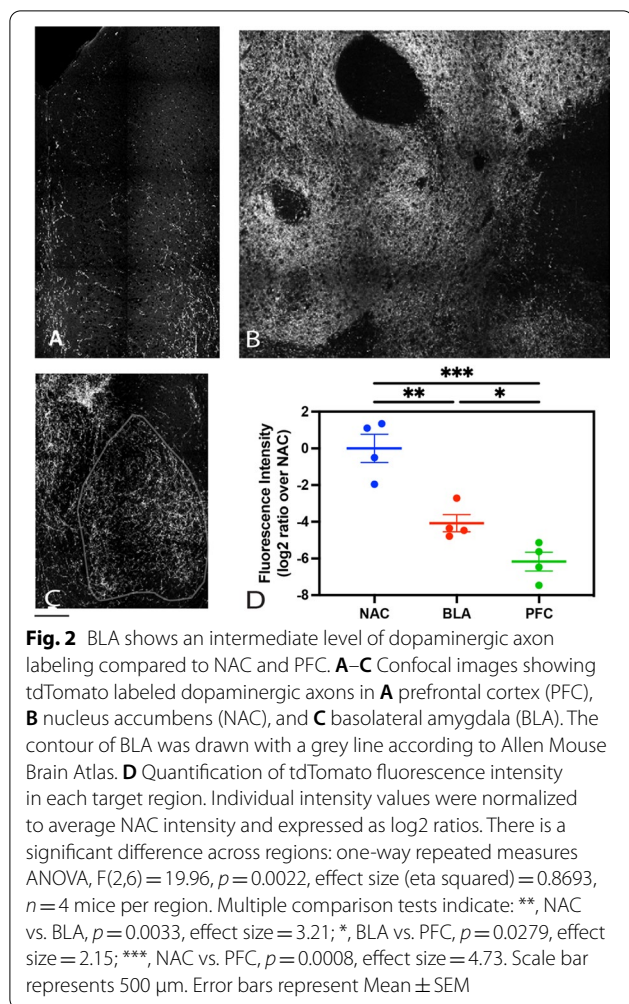 A
B
C
D
***
**
*
Fluorescence Intensity
(log2 ratio over NAC)
2
0
-2
-4
-6
-8
NAC
BLA
PFC
Fig. 2 BLA shows an intermediate level of dopaminergic axon
labeling compared to NAC and PFC. A–C Confocal images showing
tdTomato labeled dopaminergic axons in A prefrontal cortex (PFC),
B nucleus accumbens (NAC), and C basolateral amygdala (BLA). The
contour of BLA was drawn with a grey line according to Allen Mouse
Brain Atlas. D Quantification of tdTomato fluorescence intensity
in each target region. Individual intensity values were normalized
to average NAC intensity and expressed as log2 ratios. There is a
significant difference across regions: one-way repeated measures
ANOVA, F(2,6) = 19.96, p = 0.0022, effect size (eta squared) = 0.8693,
n = 4 mice per region. Multiple comparison tests indicate: **, NAC
vs. BLA, p = 0.0033, effect size = 3.21; *, BLA vs. PFC, p = 0.0279, effect
size = 2.15; ***, NAC vs. PFC, p = 0.0008, effect size = 4.73. Scale bar
represents 500 µm. Error bars represent Mean ± SEM